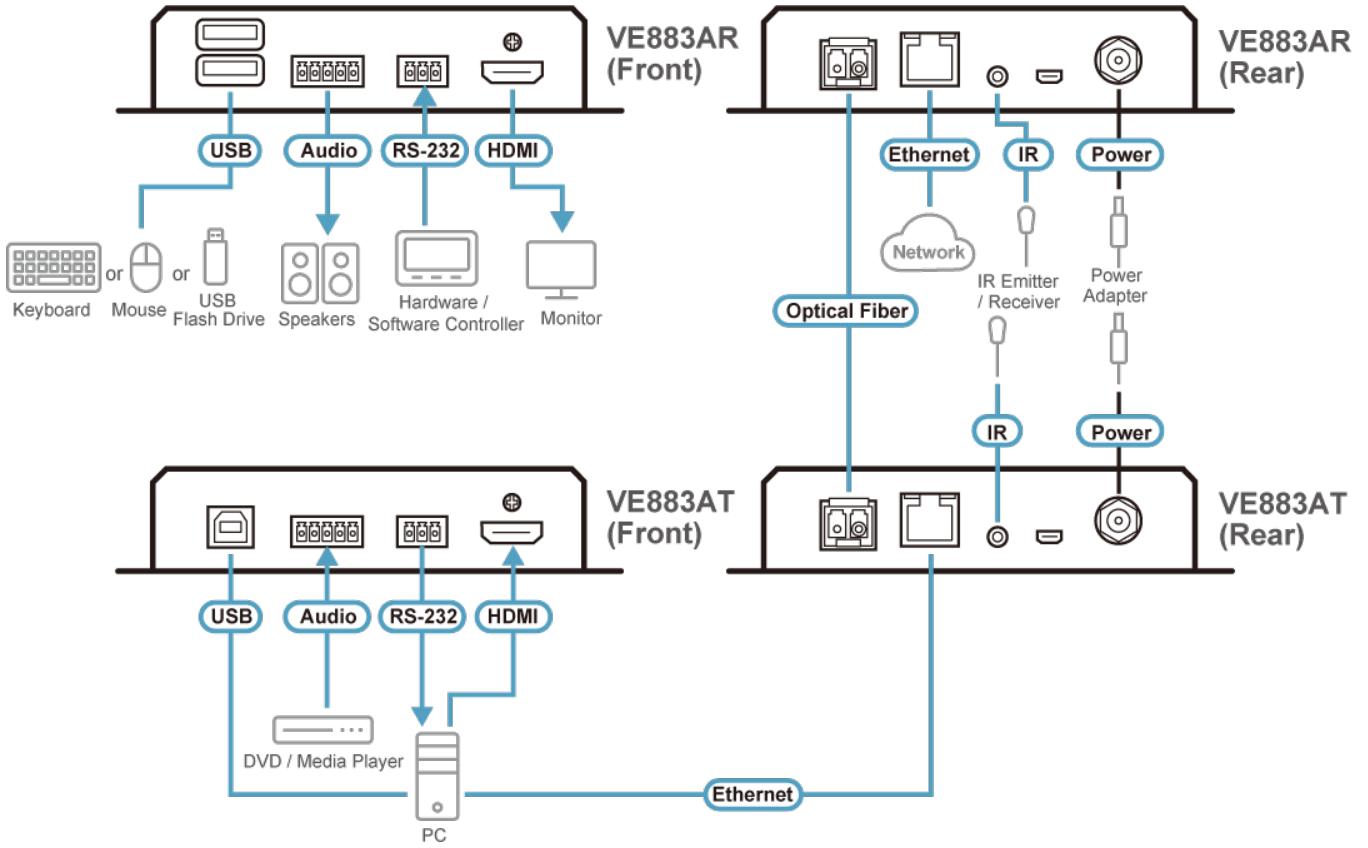 VE883AR
(Front)
USB
Audio
RS-232
HDMI
Keyboard
or
Mouse
or
USB
Flash Drive
Speakers
Hardware /
Software Controller
Monitor
VE883AR
(Rear)
Ethernet
IR
Power
Network
IR Emitter
/ Receiver
Power
Adapter
Optical Fiber
IR
Power
VE883AT
(Front)
USB
Audio
RS-232
HDMI
DVD / Media Player
PC
VE883AT
(Rear)
Ethernet